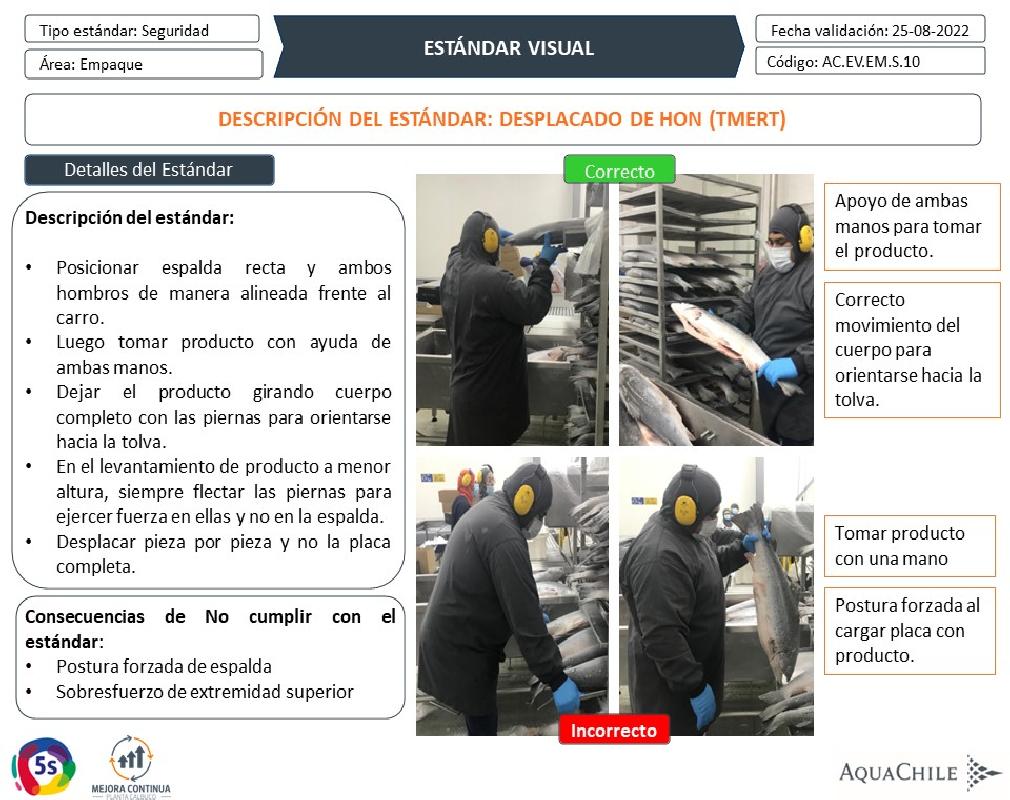 Tipo estándar: Seguridad
Área: Empaque
ESTÁNDAR VISUAL
Fecha validación: 25-08-2022
Código: AC.EV.EM.S.10
DESCRIPCIÓN DEL ESTÁNDAR: DESPLACADO DE HON (TMERT)
Detalles del Estándar
Descripción del estándar:
• Posicionar espalda recta y ambos
hombros de manera alineada frente al
carro.
• Luego tomar producto con ayuda de
ambas manos.
• Dejar el producto girando cuerpo
completo con las piernas para orientarse
hacia la tolva.
• En el levantamiento de producto a menor
altura, siempre flectar las piernas para
ejercer fuerza en ellas y no en la espalda.
• Desplacar pieza por pieza y no la placa
completa.
Consecuencias de No cumplir con el
estándar:
• Postura forzada de espalda
• Sobresfuerzo de extremidad superior
Correcto
Apoyo de ambas
manos para tomar
el producto.
Correcto
movimiento del
cuerpo para
orientarse hacia la
tolva.
Tomar producto
con una mano
Postura forzada al
cargar placa con
producto.
Incorrecto
5s
MEJORA CONTINUA
PLANTA CALBUCO
AQUACHILE